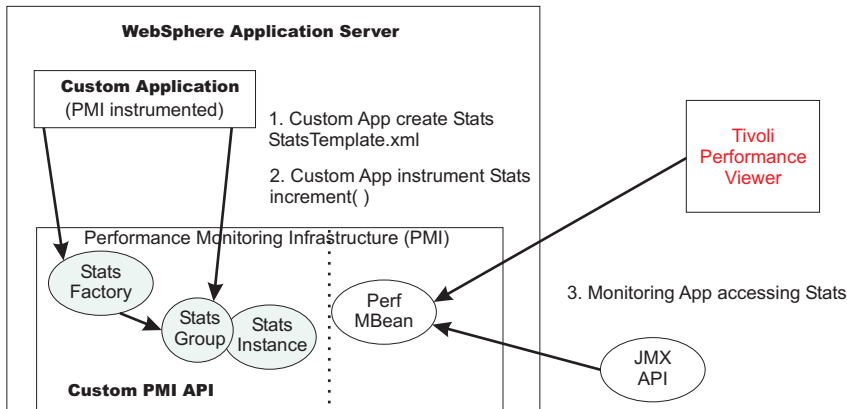 WebSphere Application Server
Custom Application
(PMI instrumented)
1. Custom App create Stats
StatsTemplate.xml
2. Custom App instrument Stats
increment( )
Tivoli
Performance
Viewer
Performance Monitoring Infrastructure (PMI)
Stats
Factory
Stats
Group
Stats
Instance
Perf
MBean
3. Monitoring App accessing Stats
JMX
API
Custom PMI API